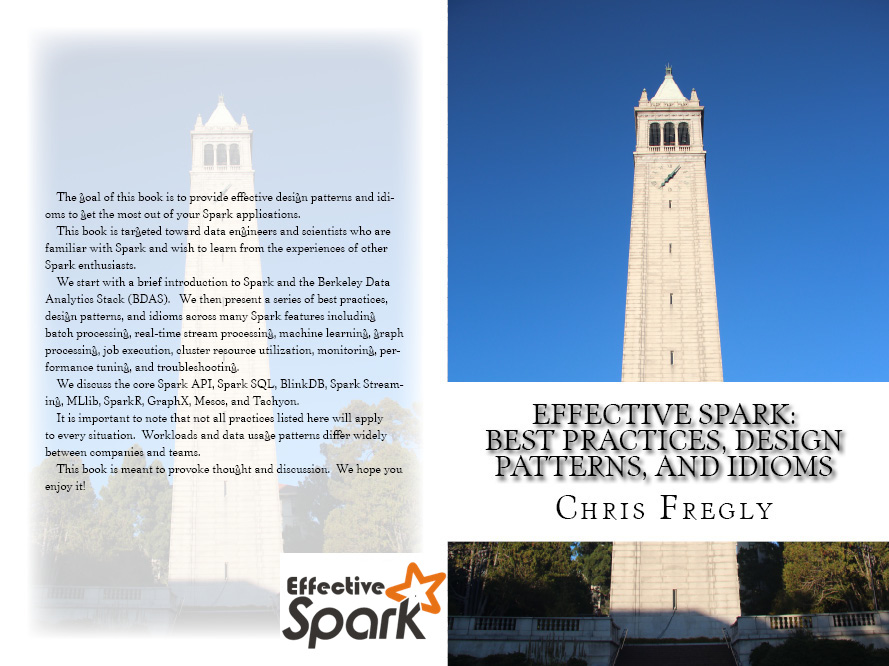 The goal of this book is to provide effective design patterns and idi-
oms to get the most out of your Spark applications.
This book is targeted toward data engineers and scientists who are
familiar with Spark and wish to learn from the experiences of other
Spark enthusiasts.
We start with a brief introduction to Spark and the Berkeley Data
Analytics Stack (BDAS).   We then present a series of best practices,
design patterns, and idioms across many Spark features including
batch processing, real-time stream processing, machine learning, graph
processing, job execution, cluster resource utilization, monitoring, per-
formance tuning, and troubleshooting.
We discuss the core Spark API, Spark SQL, BlinkDB, Spark Stream-
ing, MLlib, SparkR, GraphX, Mesos, and Tachyon.
It is important to note that not all practices listed here will apply
to every situation.  Workloads and data usage patterns differ widely
between companies and teams.
This book is meant to provoke thought and discussion.  We hope you
enjoy it!
Effective
Spark
EFFECTIVE SPARK:
BEST PRACTICES, DESIGN
PATTERNS, AND IDIOMS
CHRIS FREGLY